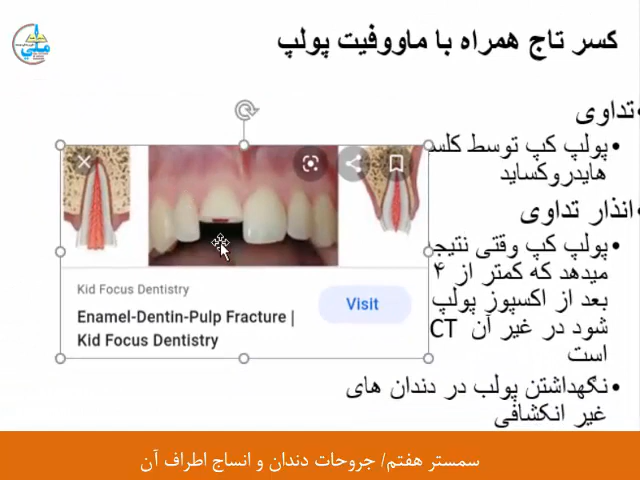 کسر تاج همراه با ماووفیت پولپ
•تداوی
•پولپ کپ توسط کلس
هایدروکساید
•انذار تداوی
•پولپ کپ وقتی نتیج
میدهد که کمتر از ۴
بعد از اکسپوز پولپ
شود در غیر آن CT
است
•نگهداشتن پولب در دندان های
غیر انکشافی
Kid Focus Dentistry
Enamel-Dentin-Pulp Fracture |
Kid Focus Dentistry
Visit
سمستر هفتم/ جروحات دندان و انساج اطراف آن